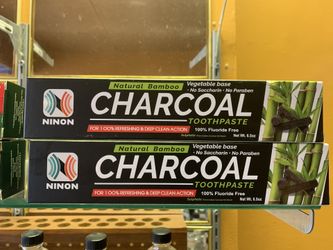 NINON
Natural Bamboo
CHARCOAL
TOOTHPASTE
Vegetable base
- No Saccharin - No Paraben
FOR 100% REFRESHING & DEEP CLEAN ACTION
100% Fluoride Free
Net Wt. 6.5oz
NINON
Natural Bamboo
CHARCOAL
TOOTHPASTE
Vegetable base
- No Saccharin - No Paraben
FOR 100% REFRESHING & DEEP CLEAN ACTION
100% Fluoride Free
Net Wt. 6.5oz